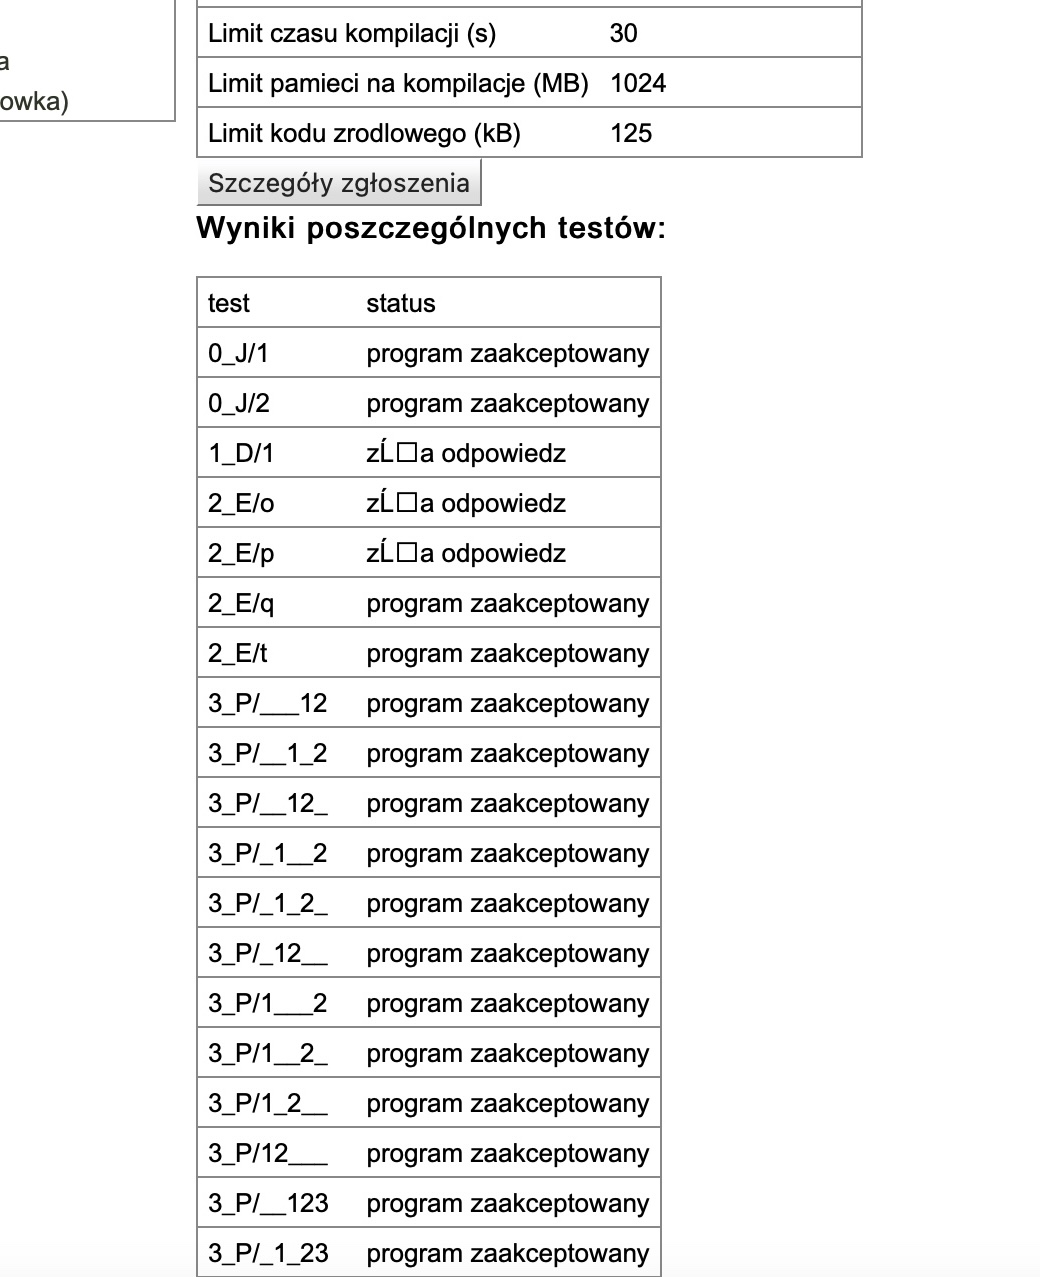 Limit czasu kompilacji (s) 30
a
Limit pamieci na kompilacje (MB) 1024
owka)
Limit kodu zrodlowego (kB) 125
Szczegóły zgłoszenia
Wyniki poszczególnych testów:
test status
0_J/1 program zaakceptowany
0_J/2 program zaakceptowany
1_D/1 zĹ□a odpowiedz
2_E/o zĹ□a odpowiedz
2_E/p zĹ□a odpowiedz
2_E/q program zaakceptowany
2_E/t program zaakceptowany
3_P/___12 program zaakceptowany
3_P/__1_2 program zaakceptowany
3_P/__12_ program zaakceptowany
3_P/_1__2 program zaakceptowany
3_P/_1_2_ program zaakceptowany
3_P/_12__ program zaakceptowany
3_P/1___2 program zaakceptowany
3_P/1__2_ program zaakceptowany
3_P/1_2__ program zaakceptowany
3_P/12___ program zaakceptowany
3_P/__123 program zaakceptowany
3_P/_1_23 program zaakceptowany